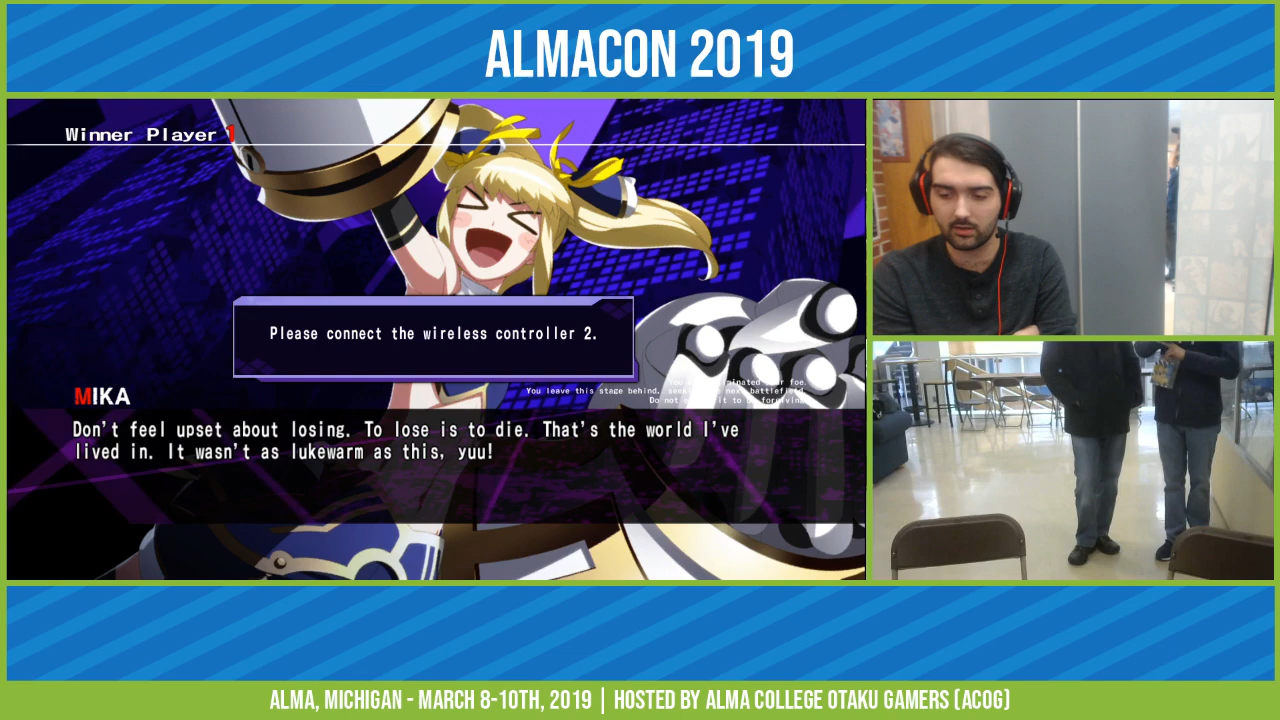 ALMACON 2019
Winner Player 1
Please connect the wireless controller 2.
You leave this stage behind.
MIKA
Don't feel upset about losing. To lose is to die. That's the world I've
lived in. It wasn't as lukewarm as this, yuu!
ALMA, MICHIGAN - MARCH 8-10TH, 2019 | HOSTED BY ALMA COLLEGE OTAKU GAMERS (ACOG)